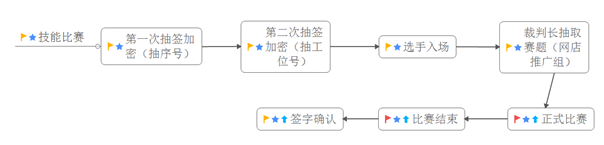 技能比赛
第一次抽签加
密（抽序号）
第二次抽签
加密（抽工
位号）
选手入场
裁判长抽取
赛题（网店
推广组）
正式比赛
比赛结束
签字确认